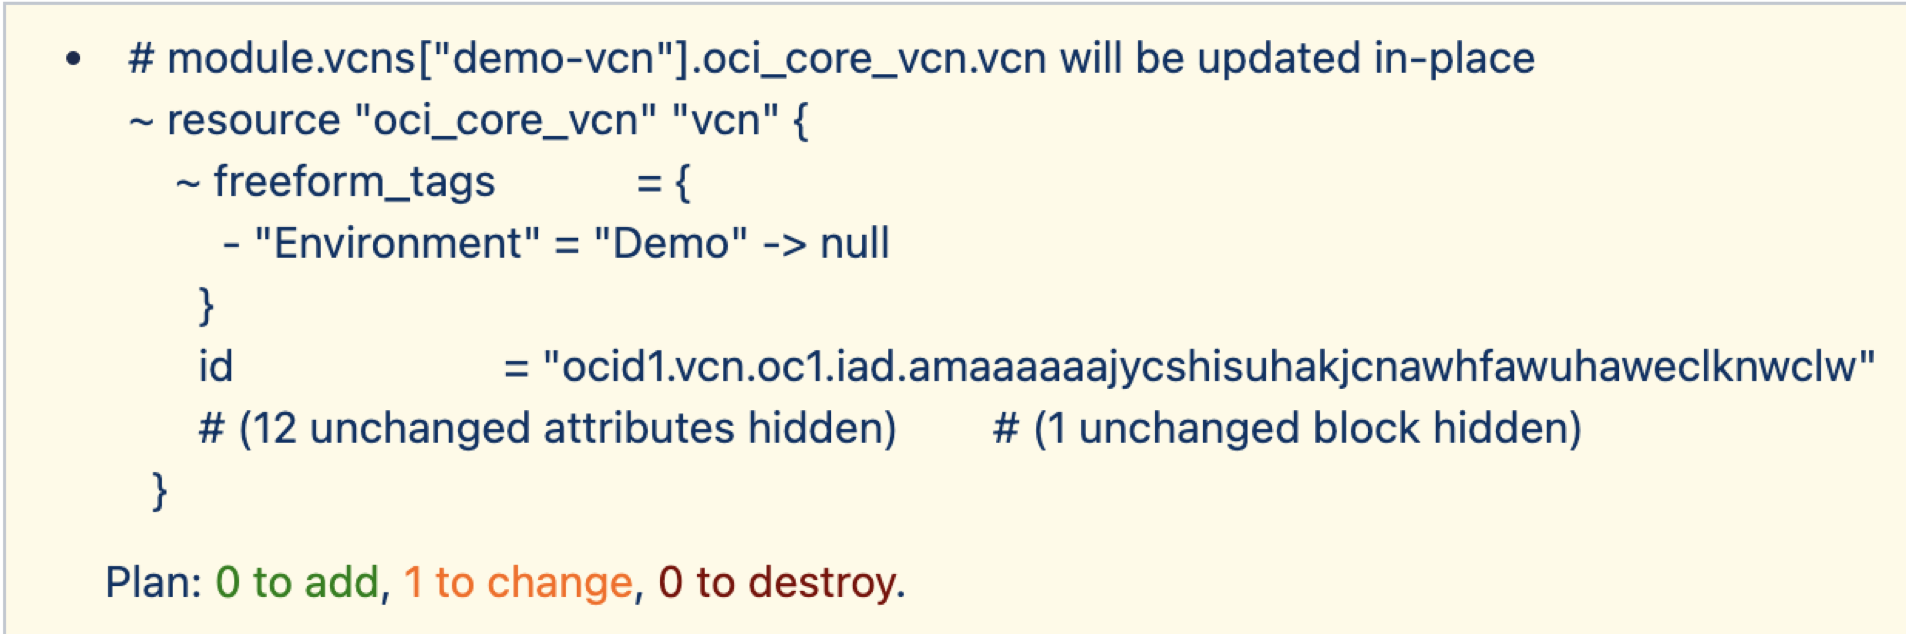 • # module.vcns["demo-vcn"].oci_core_vcn.vcn will be updated in-place
~ resource "oci_core_vcn" "vcn" {
~ freeform_tags = {
- "Environment" = "Demo" -> null
}
id = "ocid1.vcn.oc1.iad.amaaaaaajycshisuhakjcnawhfawuhaweclknwclw"
# (12 unchanged attributes hidden) # (1 unchanged block hidden)
}
Plan: 0 to add, 1 to change, 0 to destroy.